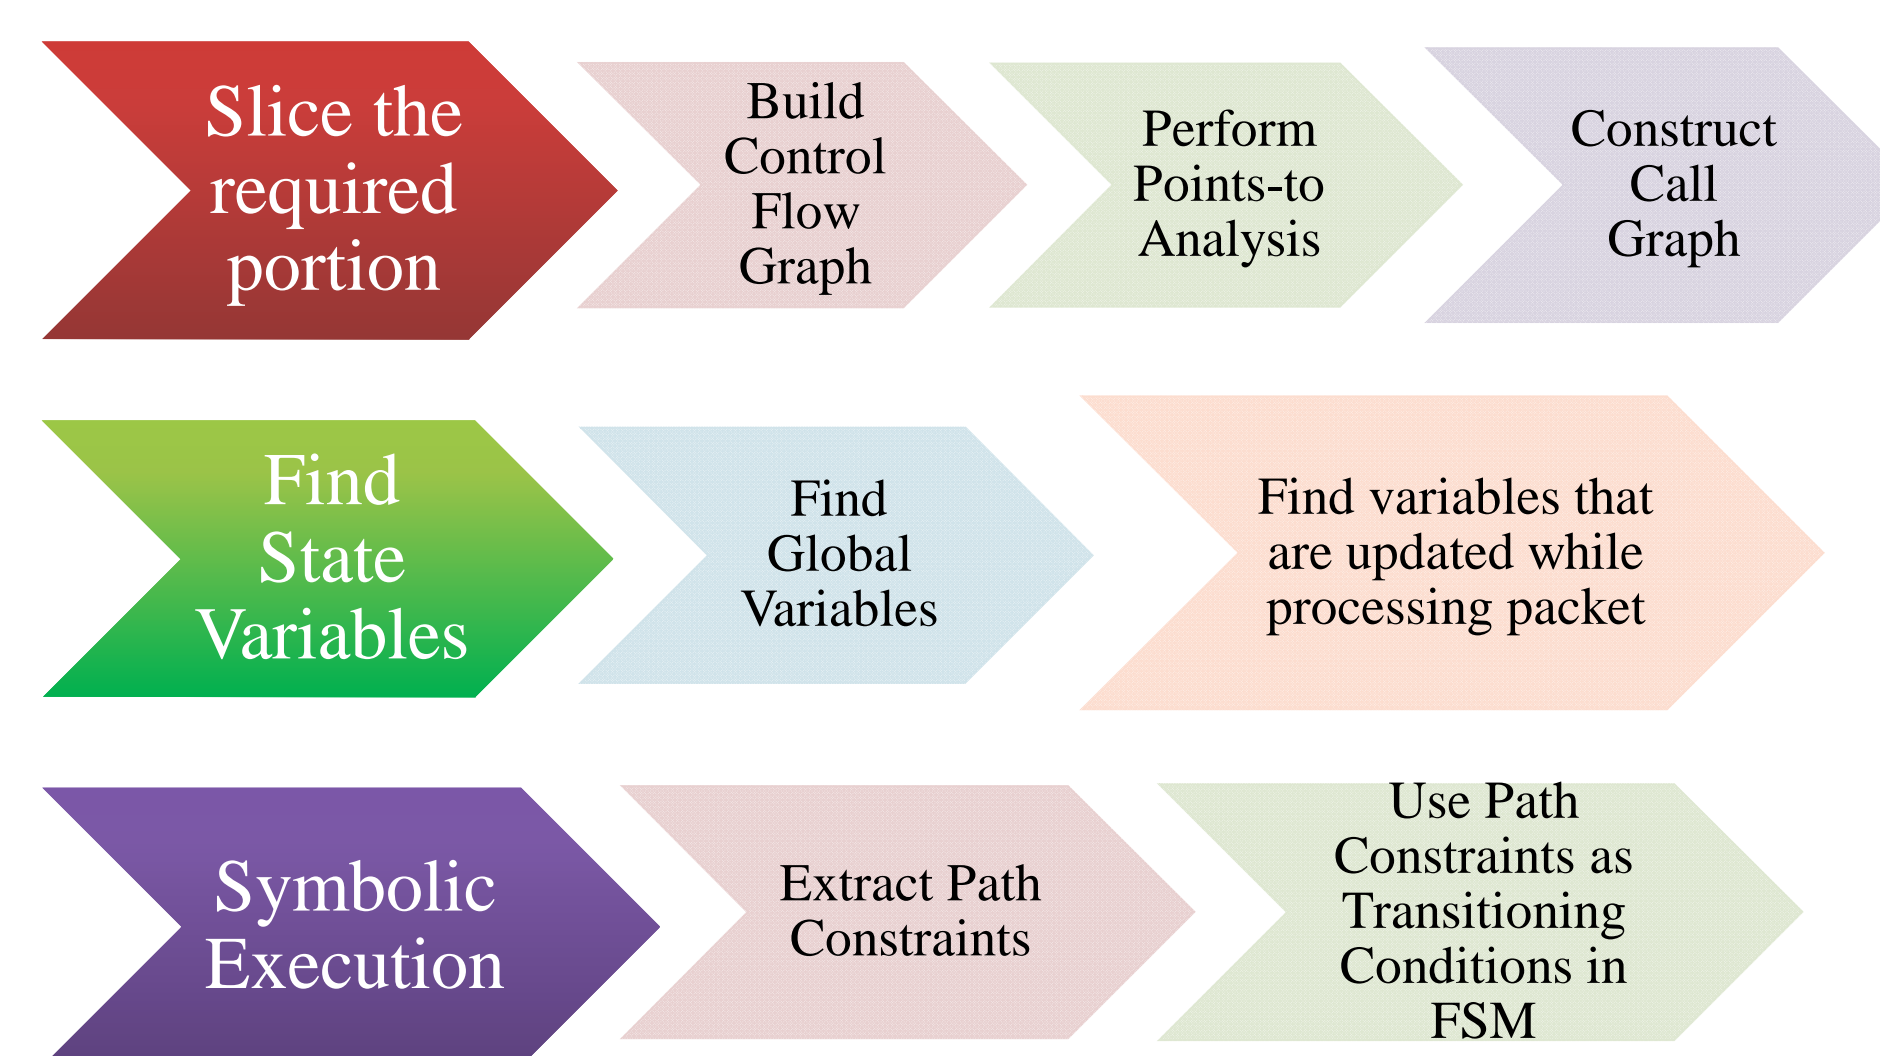 Slice the
required
portion
Build
Control
Flow
Graph
Perform
Points-to
Analysis
Construct
Call
Graph
Find
State
Variables
Find
Global
Variables
Find variables that
are updated while
processing packet
Symbolic
Execution
Extract Path
Constraints
Use Path
Constraints as
Transitioning
Conditions in
FSM